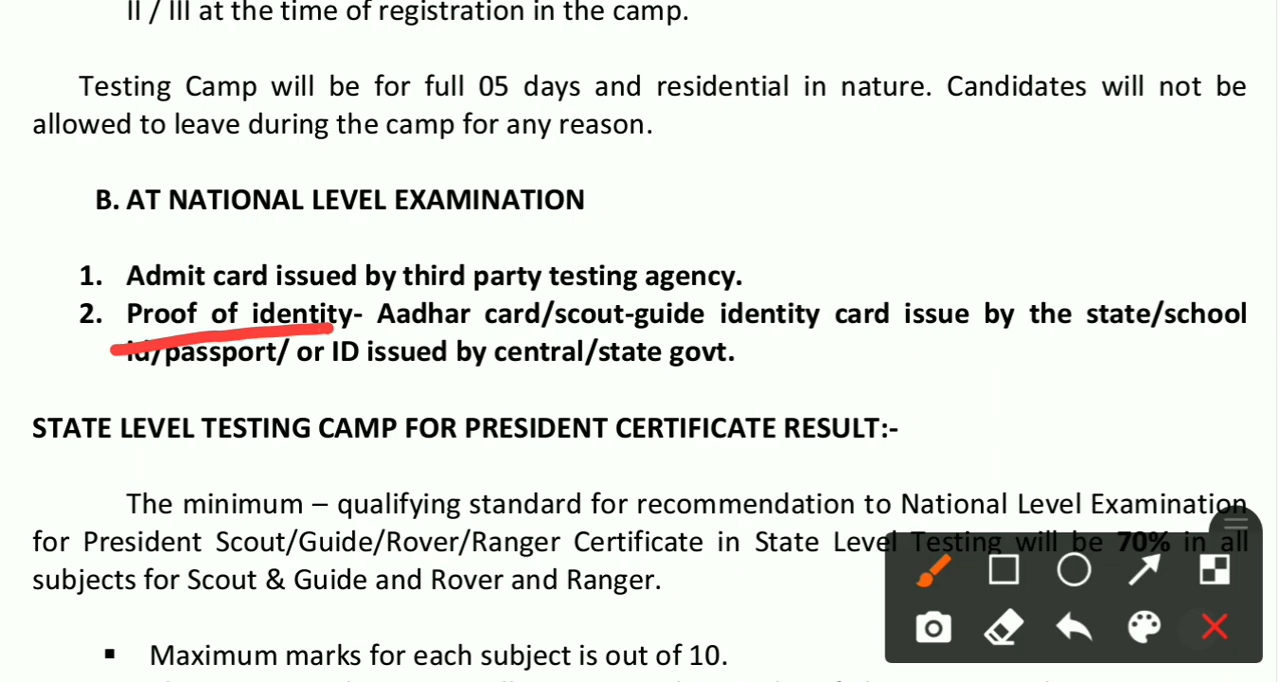 II / III at the time of registration in the camp.
Testing Camp will be for full 05 days and residential in nature. Candidates will not be
allowed to leave during the camp for any reason.
B. AT NATIONAL LEVEL EXAMINATION
1. Admit card issued by third party testing agency.
2. Proof of identity- Aadhar card/scout-guide identity card issue by the state/school
id/passport/ or ID issued by central/state govt.
STATE LEVEL TESTING CAMP FOR PRESIDENT CERTIFICATE RESULT:-
The minimum – qualifying standard for recommendation to National Level Examination
for President Scout/Guide/Rover/Ranger Certificate in State Level Testing will be 70% in all
subjects for Scout & Guide and Rover and Ranger.
▪ Maximum marks for each subject is out of 10.